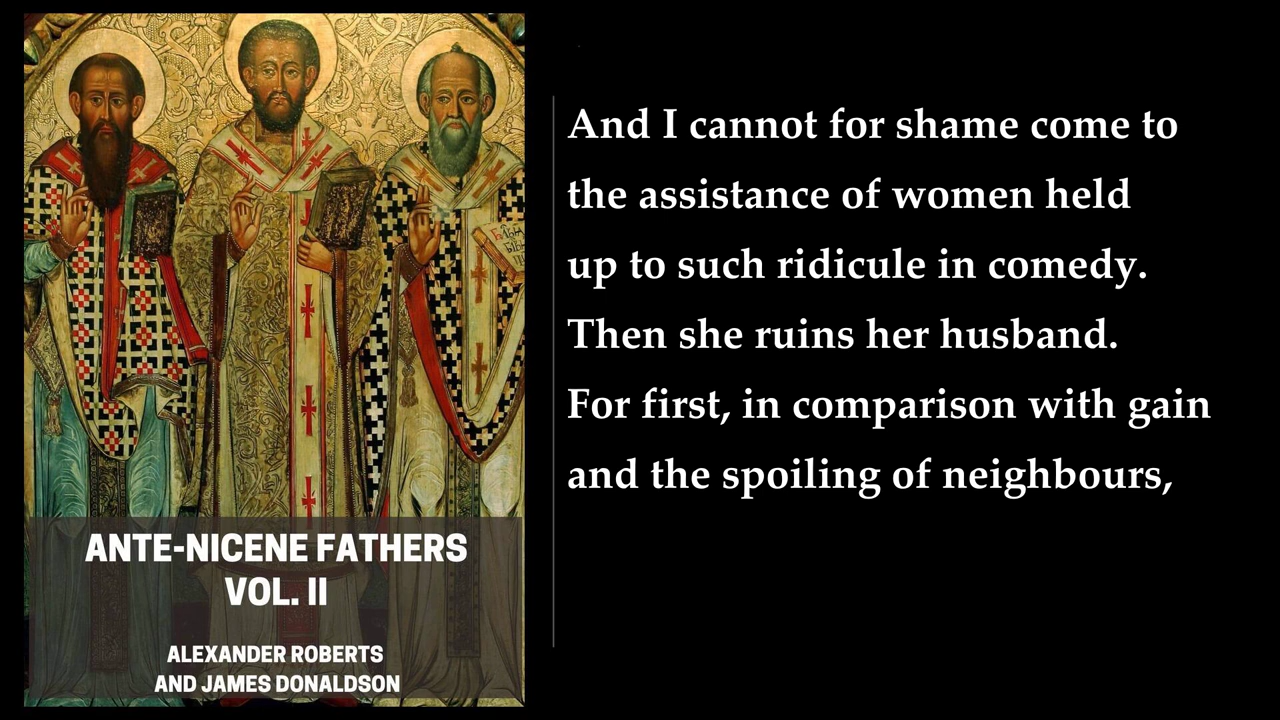 ANTE-NICENE FATHERS
VOL. II
ALEXANDER ROBERTS
AND JAMES DONALDSON
And I cannot for shame come to
the assistance of women held
up to such ridicule in comedy.
Then she ruins her husband.
For first, in comparison with gain
and the spoiling of neighbours,